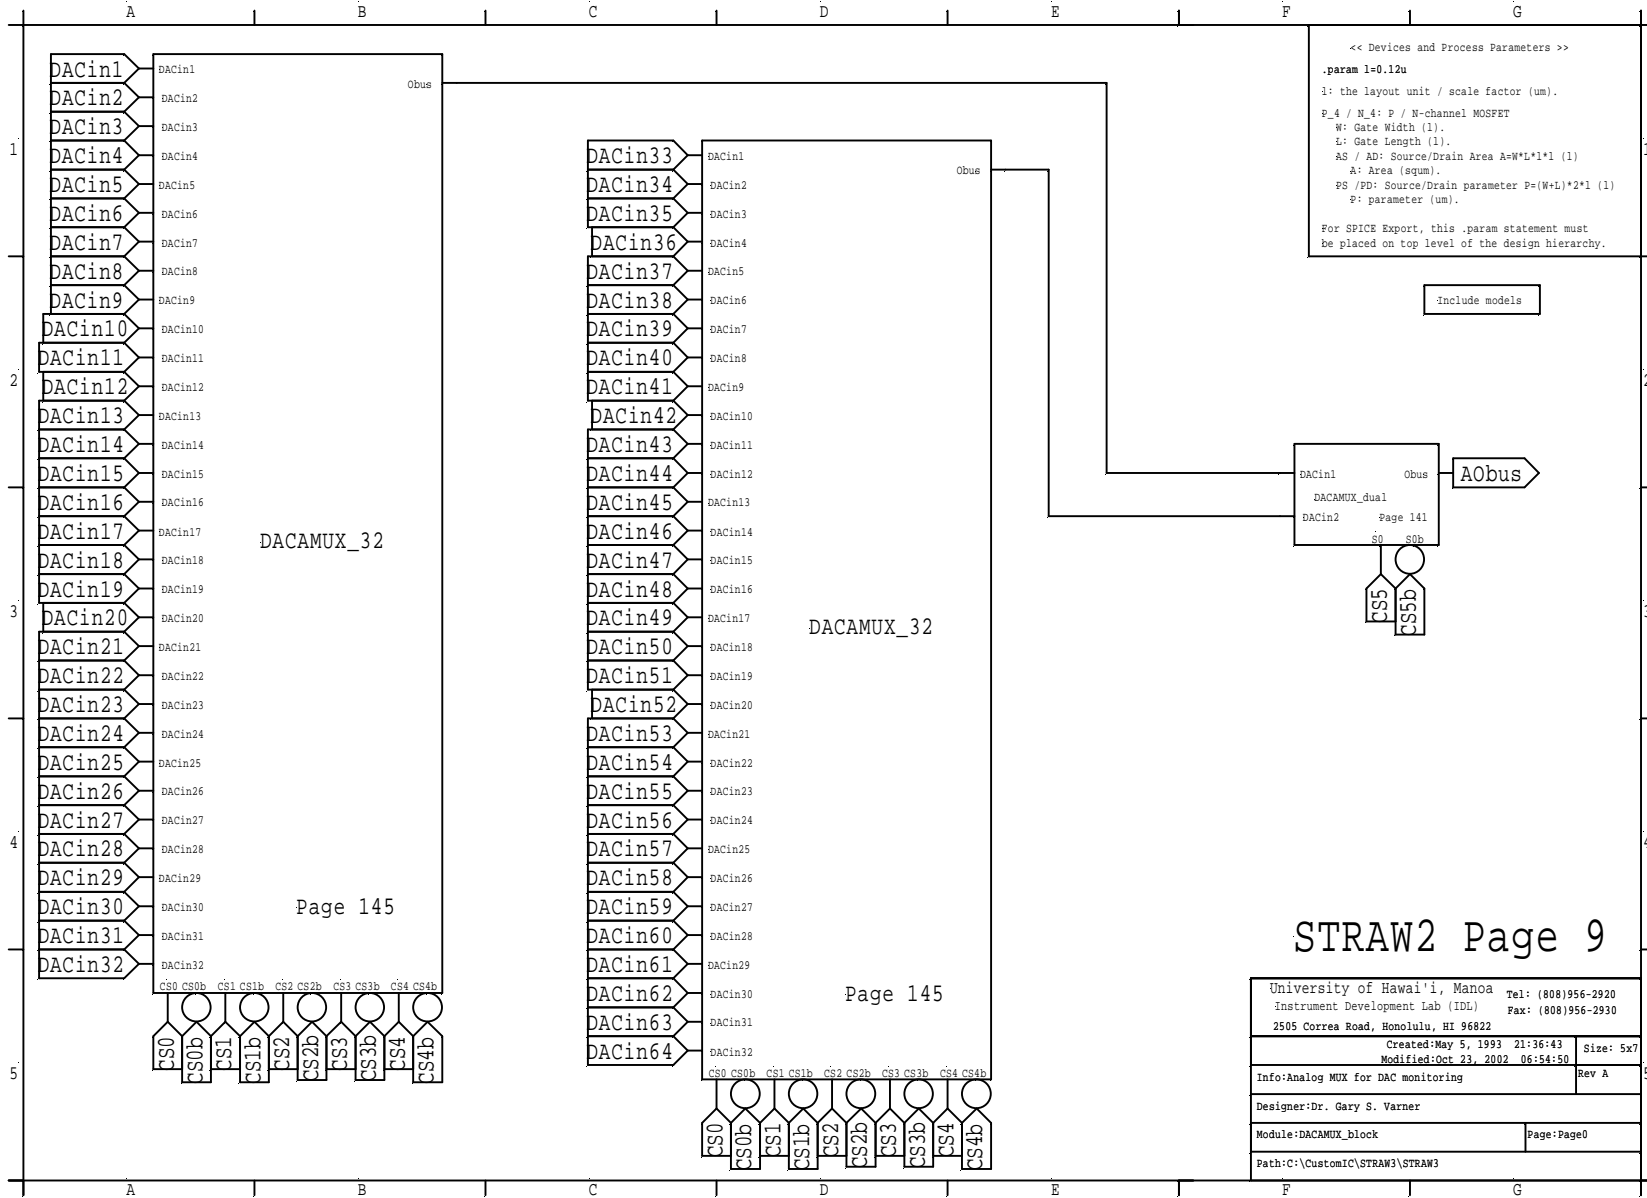 A B C D E F G
1
2
3
4
5
DACin1
DACin2
DACin3
DACin4
DACin5
DACin6
DACin7
DACin8
DACin9
DACin10
DACin11
DACin12
DACin13
DACin14
DACin15
DACin16
DACin17
DACin18
DACin19
DACin20
DACin21
DACin22
DACin23
DACin24
DACin25
DACin26
DACin27
DACin28
DACin29
DACin30
DACin31
DACin32
DACin1
DACin2
DACin3
DACin4
DACin5
DACin6
DACin7
DACin8
DACin9
DACin10
DACin11
DACin12
DACin13
DACin14
DACin15
DACin16
DACin17
DACin18
DACin19
DACin20
DACin21
DACin22
DACin23
DACin24
DACin25
DACin26
DACin27
DACin28
DACin29
DACin30
DACin31
DACin32
Obus
DACAMUX_32
Page 145
CS0 CS0b CS1 CS1b CS2 CS2b CS3 CS3b CS4 CS4b
CS0 CS0b CS1 CS1b CS2 CS2b CS3 CS3b CS4 CS4b
DACin33
DACin34
DACin35
DACin36
DACin37
DACin38
DACin39
DACin40
DACin41
DACin42
DACin43
DACin44
DACin45
DACin46
DACin47
DACin48
DACin49
DACin50
DACin51
DACin52
DACin53
DACin54
DACin55
DACin56
DACin57
DACin58
DACin59
DACin60
DACin61
DACin62
DACin63
DACin64
DACin1
DACin2
DACin3
DACin4
DACin5
DACin6
DACin7
DACin8
DACin9
DACin10
DACin11
DACin12
DACin13
DACin14
DACin15
DACin16
DACin17
DACin18
DACin19
DACin20
DACin21
DACin22
DACin23
DACin24
DACin25
DACin26
DACin27
DACin28
DACin29
DACin30
DACin31
DACin32
Obus
DACAMUX_32
Page 145
CS0 CS0b CS1 CS1b CS2 CS2b CS3 CS3b CS4 CS4b
CS0 CS0b CS1 CS1b CS2 CS2b CS3 CS3b CS4 CS4b
<< Devices and Process Parameters >>
.param l=0.12u
l: the layout unit / scale factor (um).
P_4 / N_4: P / N-channel MOSFET
W: Gate Width (l).
L: Gate Length (l).
AS / AD: Source/Drain Area A=W*L*l*l (l)
A: Area (squm).
PS /PD: Source/Drain parameter P=(W+L)*2*l (l)
P: parameter (um).
For SPICE Export, this .param statement must
be placed on top level of the design hierarchy.
Include models
DACin1 Obus
DACAMUX_dual
DACin2 Page 141
S0 S0b
CS5 CS5b
AObus
STRAW2 Page 9
University of Hawai'i, Manoa Tel: (808)956-2920
Instrument Development Lab (IDL) Fax: (808)956-2930
2505 Correa Road, Honolulu, HI 96822
Created:May 5, 1993 21:36:43 Size: 5x7
Modified:Oct 23, 2002 06:54:50
Info:Analog MUX for DAC monitoring Rev A
Designer:Dr. Gary S. Varner
Module:DACAMUX_block Page:Page0
Path:C:\CustomIC\STRAW3\STRAW3
1
2
3
4
5
A B C D E F G